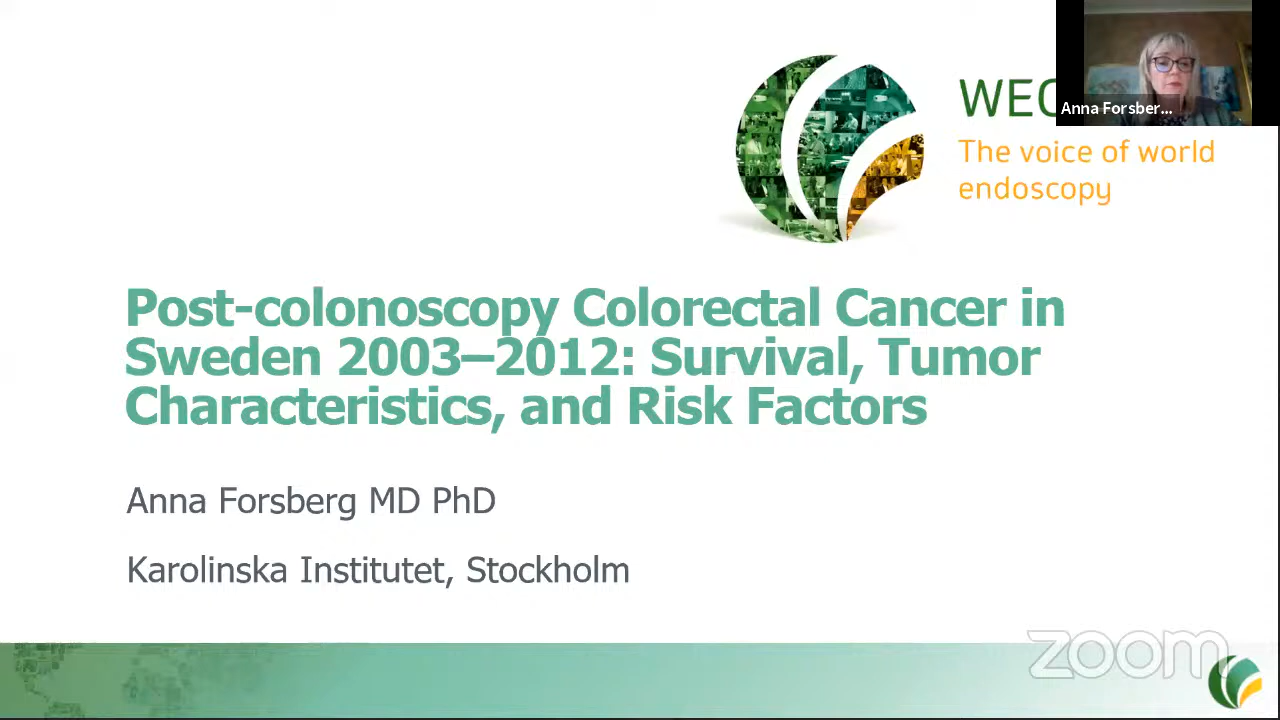 WEO
The voice of world
endoscopy
Anna Forsber...
Post-colonoscopy Colorectal Cancer in
Sweden 2003–2012: Survival, Tumor
Characteristics, and Risk Factors
Anna Forsberg MD PhD
Karolinska Institutet, Stockholm
zoom